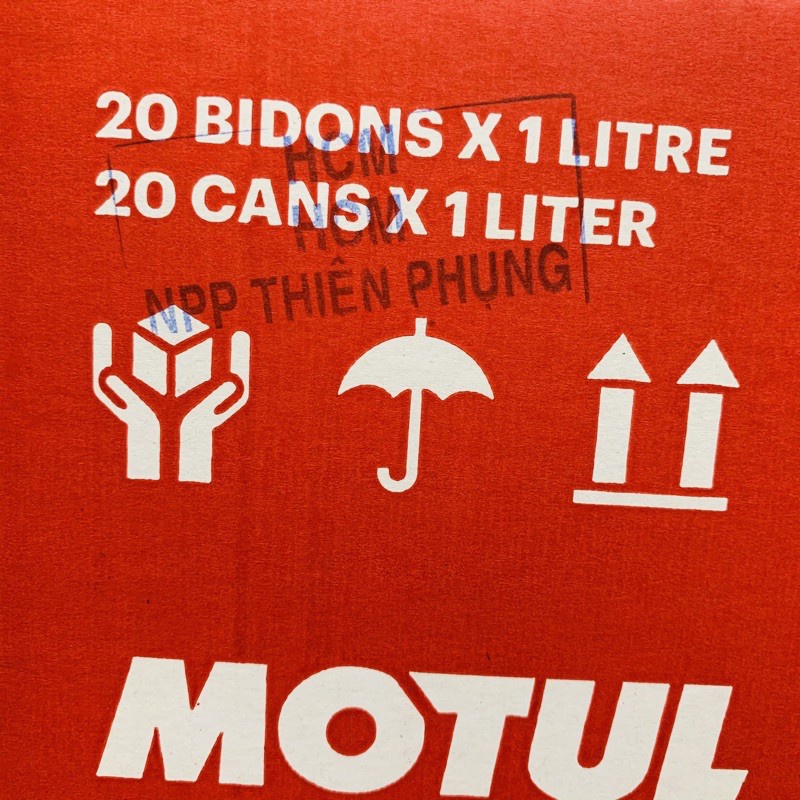 20 BIDONS X 1 LITRE
20 CANS X 1 LITER
HCM
HCM
NPP THIÊN PHỤNG
MOTUL